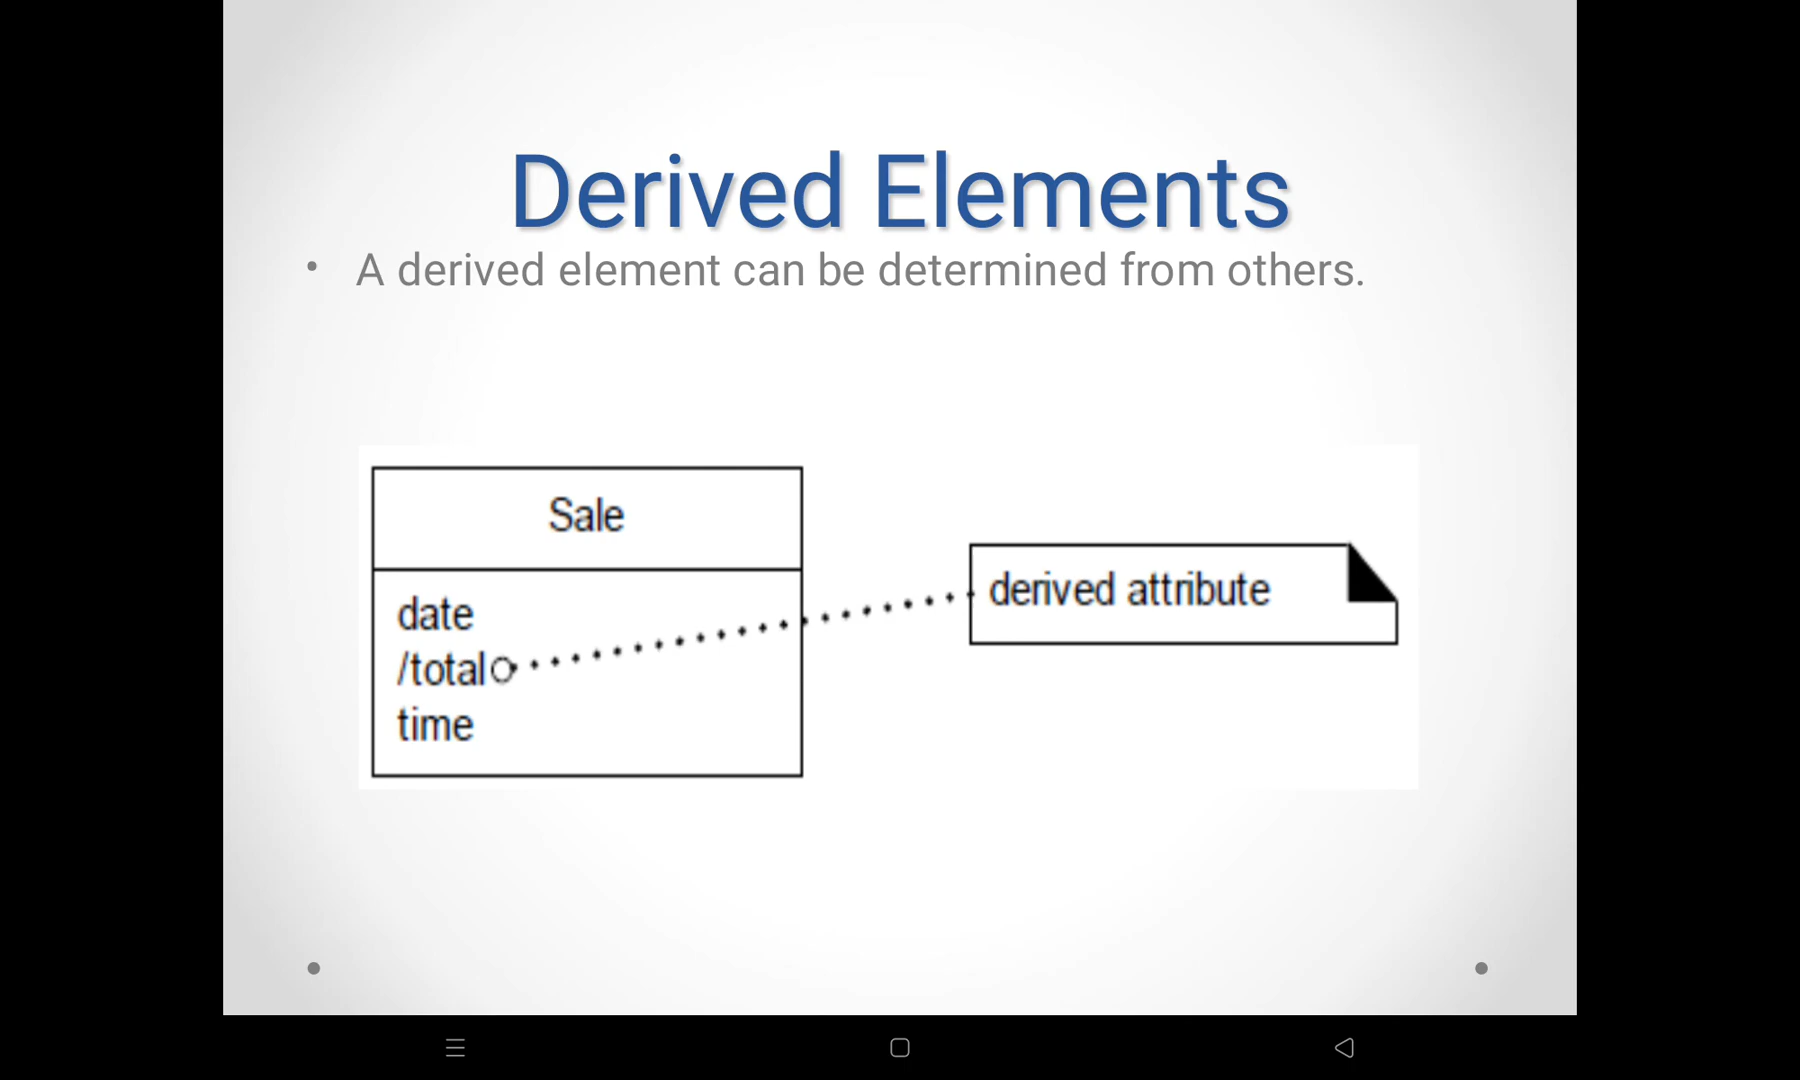 Derived Elements
• A derived element can be determined from others.
Sale
date
/total
time
derived attribute